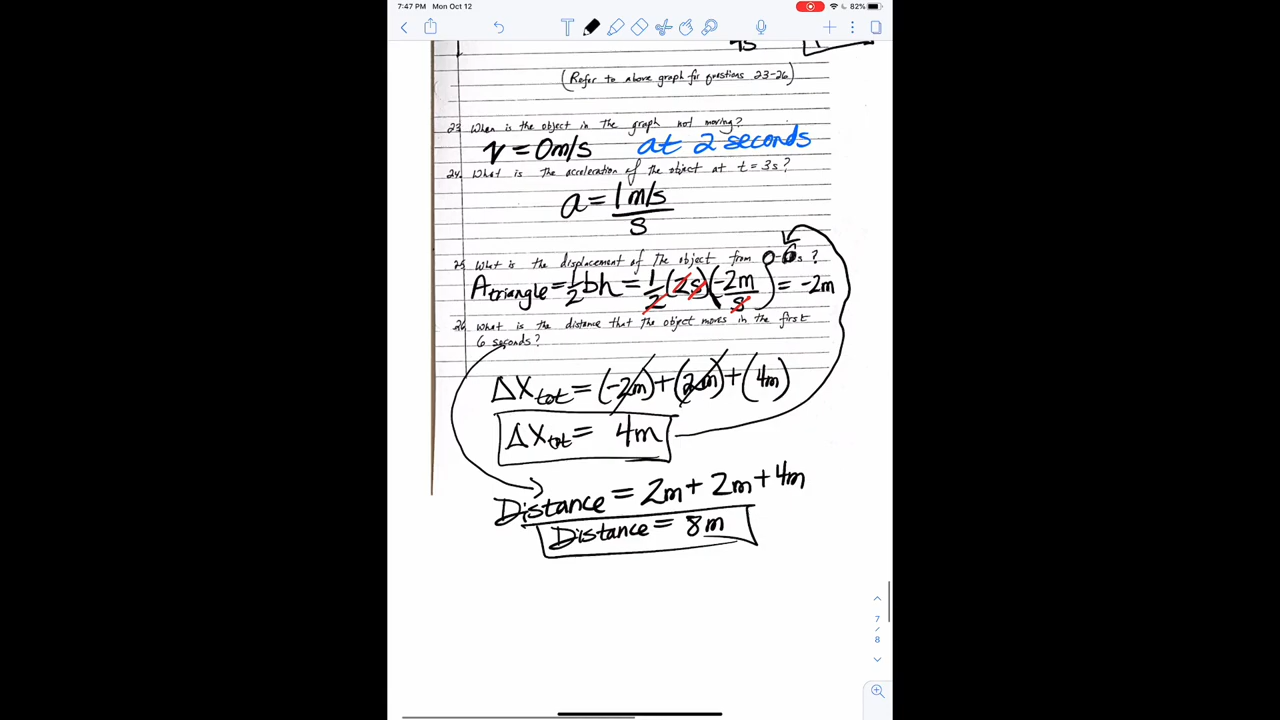 7:47 PM Mon Oct 12
82%
(Refer to above graph for questions 23-26)
23. When is the object in the graph not moving?
v = 0m/s at 2 seconds
24. What is the acceleration of the object at t = 3s?
a = 1m/s
s
25. What is the displacement of the object from 0-6s?
Atriangle = 1/2 bh = 1/2 (2s) (-2m/s) = -2m
26. What is the distance that the object moves in the first
6 seconds?
ΔXtot = (-2m) + (2m) + (4m)
ΔXtot = 4m
Distance = 2m + 2m + 4m
Distance = 8m
7
/
8